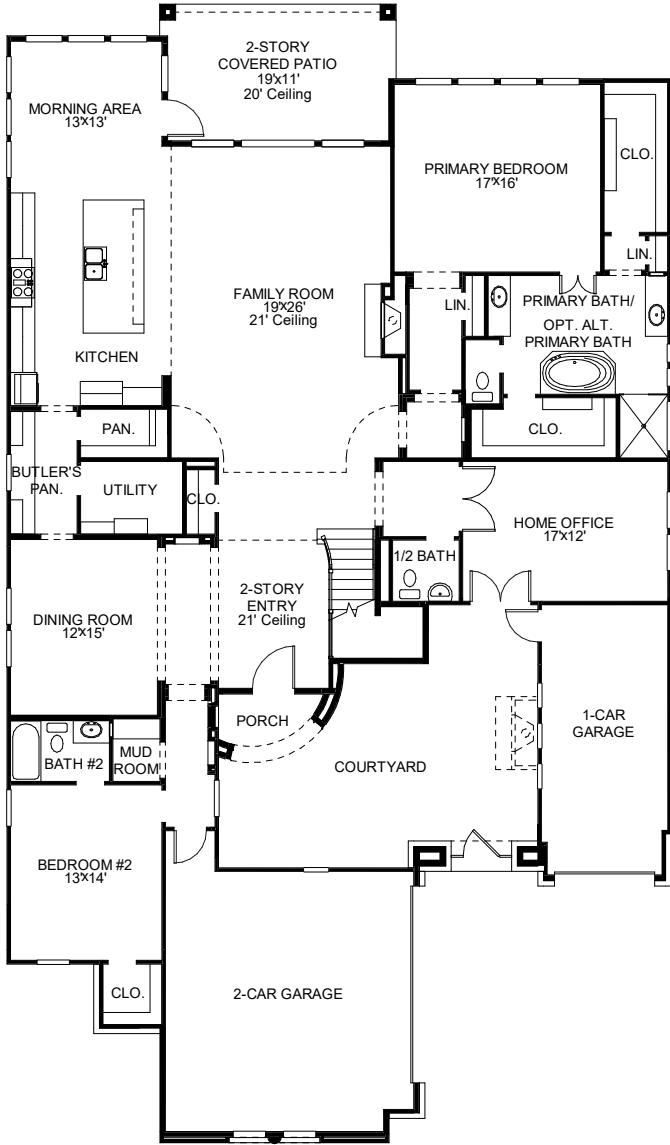 2-STORY
COVERED PATIO
19'x11'
20' Ceiling
MORNING AREA
13'X13'
PRIMARY BEDROOM
17'X16'
CLO.
LIN.
FAMILY ROOM
19'X26'
21' Ceiling
LIN.
PRIMARY BATH/
OPT. ALT.
PRIMARY BATH
KITCHEN
PAN.
CLO.
BUTLER'S
PAN.
UTILITY
CLO.
HOME OFFICE
17'X12'
1/2 BATH
2-STORY
ENTRY
21' Ceiling
DINING ROOM
12'X15'
PORCH
1-CAR
GARAGE
BATH #2
MUD
ROOM
COURTYARD
BEDROOM #2
13'X14'
CLO.
2-CAR GARAGE